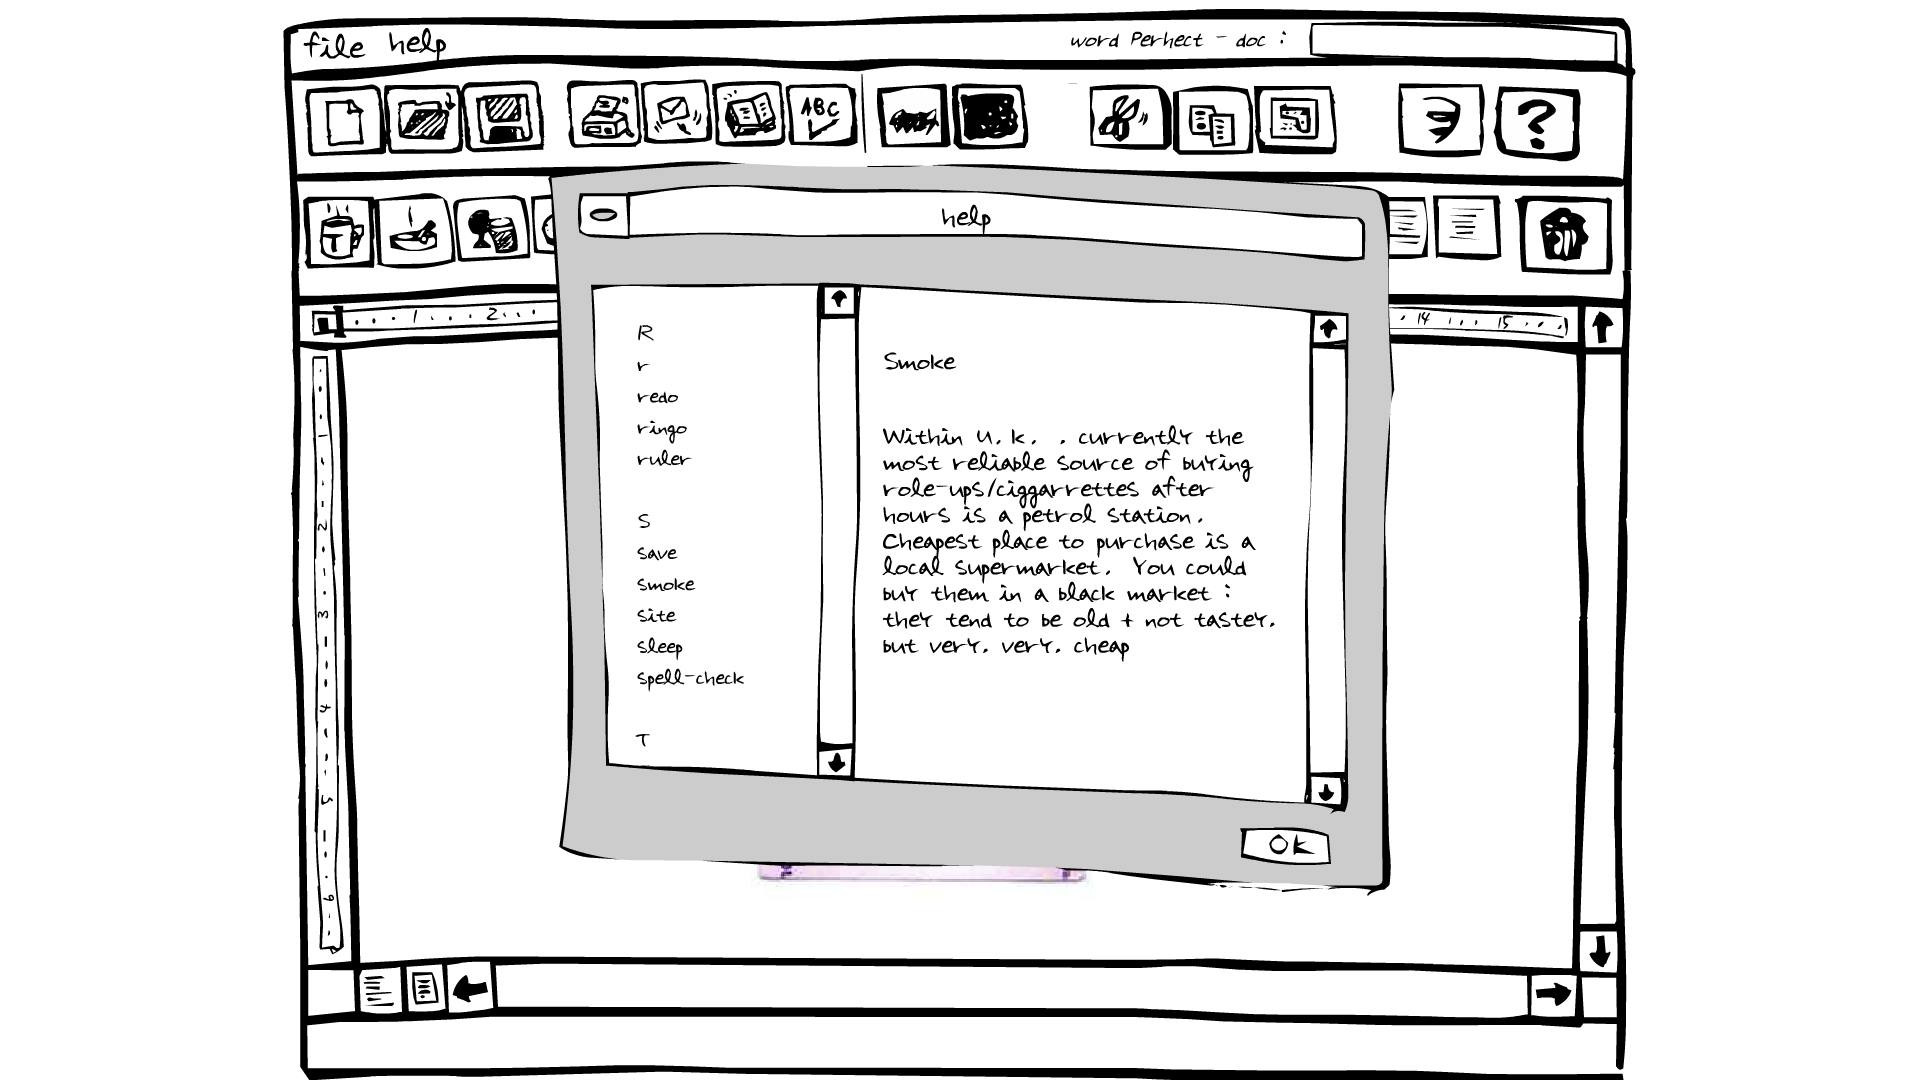 file help
word Perhect - doc :
ABC
?
T
help
1 2
14 15
R
r
redo
ringo
ruler
S
save
smoke
site
sleep
spell-check
T
Smoke
Within U.K. . currently the
most reliable source of buying
role-ups/ciggarrettes after
hours is a petrol station.
Cheapest place to purchase is a
local supermarket. You could
buy them in a black market :
they tend to be old + not tastey.
but very. very. cheap
OK
1
2
3
4
5
6